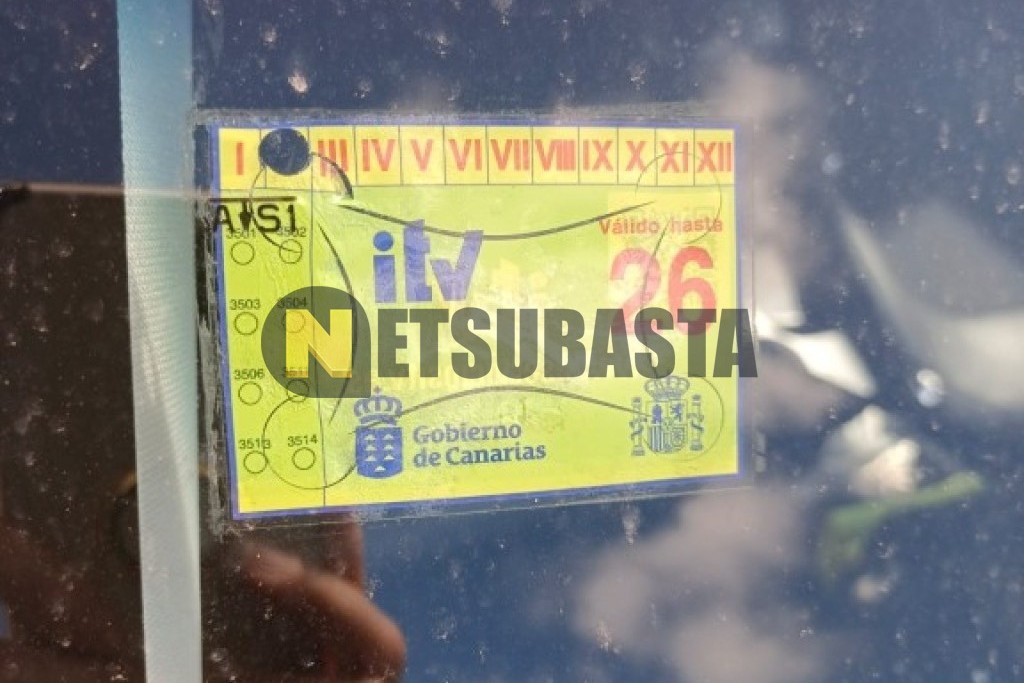 I III IV V VI VII VIII IX X XI XII
A S1
Válido hasta
3501 3502
itv
26
3503 3504
NETSUBASTA
3506
3513 3514
Gobierno
de Canarias